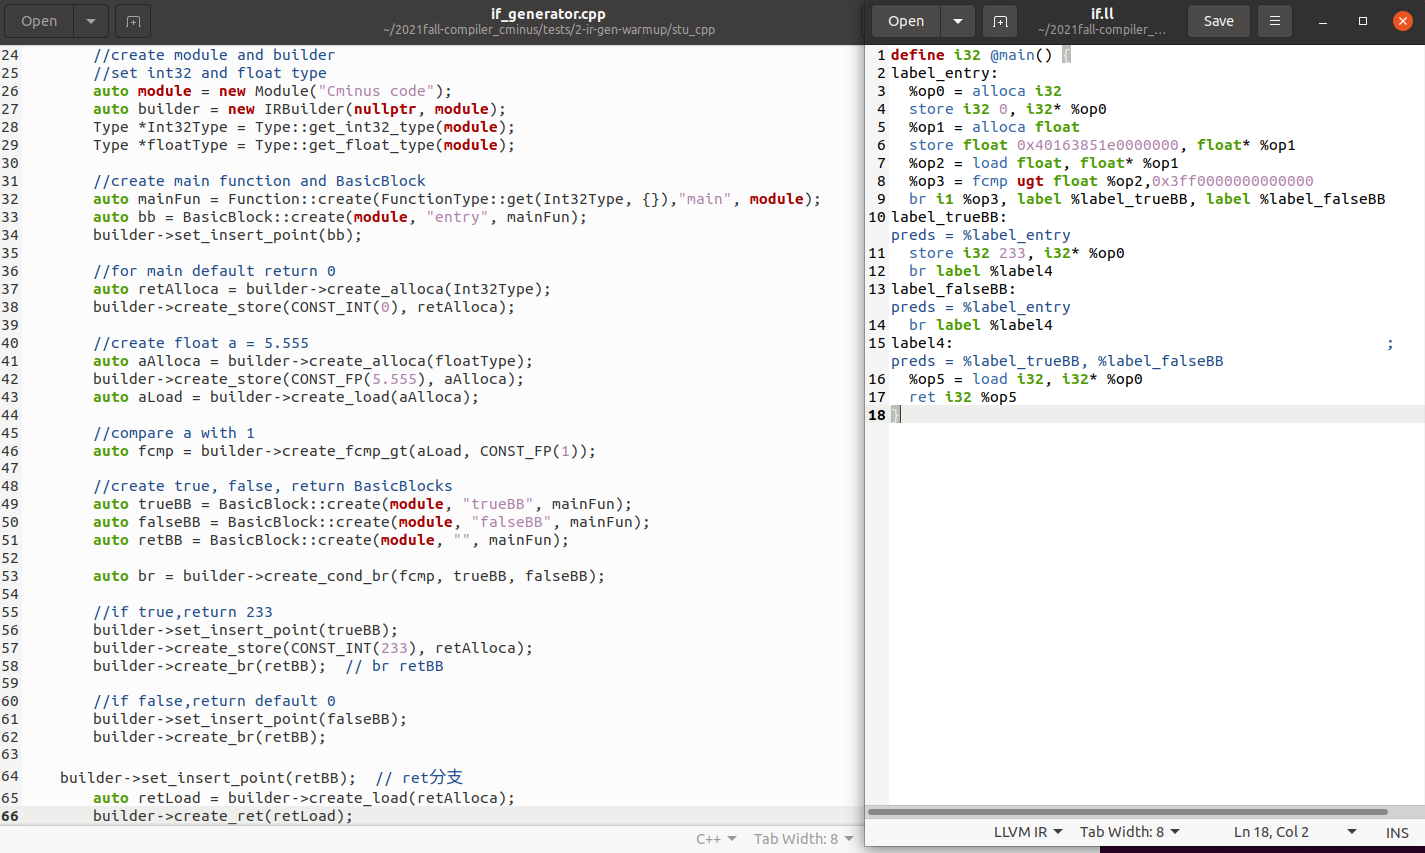 Open
if_generator.cpp
~/2021fall-compiler_cminus/tests/2-ir-gen-warmup/stu_cpp
24 //create module and builder
25 //set int32 and float type
26 auto module = new Module("Cminus code");
27 auto builder = new IRBuilder(nullptr, module);
28 Type *Int32Type = Type::get_int32_type(module);
29 Type *floatType = Type::get_float_type(module);
30
31 //create main function and BasicBlock
32 auto mainFun = Function::create(FunctionType::get(Int32Type, {}),"main", module);
33 auto bb = BasicBlock::create(module, "entry", mainFun);
34 builder->set_insert_point(bb);
35
36 //for main default return 0
37 auto retAlloca = builder->create_alloca(Int32Type);
38 builder->create_store(CONST_INT(0), retAlloca);
39
40 //create float a = 5.555
41 auto aAlloca = builder->create_alloca(floatType);
42 builder->create_store(CONST_FP(5.555), aAlloca);
43 auto aLoad = builder->create_load(aAlloca);
44
45 //compare a with 1
46 auto fcmp = builder->create_fcmp_gt(aLoad, CONST_FP(1));
47
48 //create true, false, return BasicBlocks
49 auto trueBB = BasicBlock::create(module, "trueBB", mainFun);
50 auto falseBB = BasicBlock::create(module, "falseBB", mainFun);
51 auto retBB = BasicBlock::create(module, "", mainFun);
52
53 auto br = builder->create_cond_br(fcmp, trueBB, falseBB);
54
55 //if true,return 233
56 builder->set_insert_point(trueBB);
57 builder->create_store(CONST_INT(233), retAlloca);
58 builder->create_br(retBB);  // br retBB
59
60 //if false,return default 0
61 builder->set_insert_point(falseBB);
62 builder->create_br(retBB);
63
64 builder->set_insert_point(retBB);  // ret分支
65 auto retLoad = builder->create_load(retAlloca);
66 builder->create_ret(retLoad);
C++ Tab Width: 8
Open
if.ll
~/2021fall-compiler_cminus/...
Save
1 define i32 @main() {
2 label_entry:
3 %op0 = alloca i32
4 store i32 0, i32* %op0
5 %op1 = alloca float
6 store float 0x40163851e0000000, float* %op1
7 %op2 = load float, float* %op1
8 %op3 = fcmp ugt float %op2,0x3ff0000000000000
9 br i1 %op3, label %label_trueBB, label %label_falseBB
10 label_trueBB:
preds = %label_entry
11 store i32 233, i32* %op0
12 br label %label4
13 label_falseBB:
preds = %label_entry
14 br label %label4
15 label4: ;
preds = %label_trueBB, %label_falseBB
16 %op5 = load i32, i32* %op0
17 ret i32 %op5
18 }
LLVM IR Tab Width: 8 Ln 18, Col 2 INS